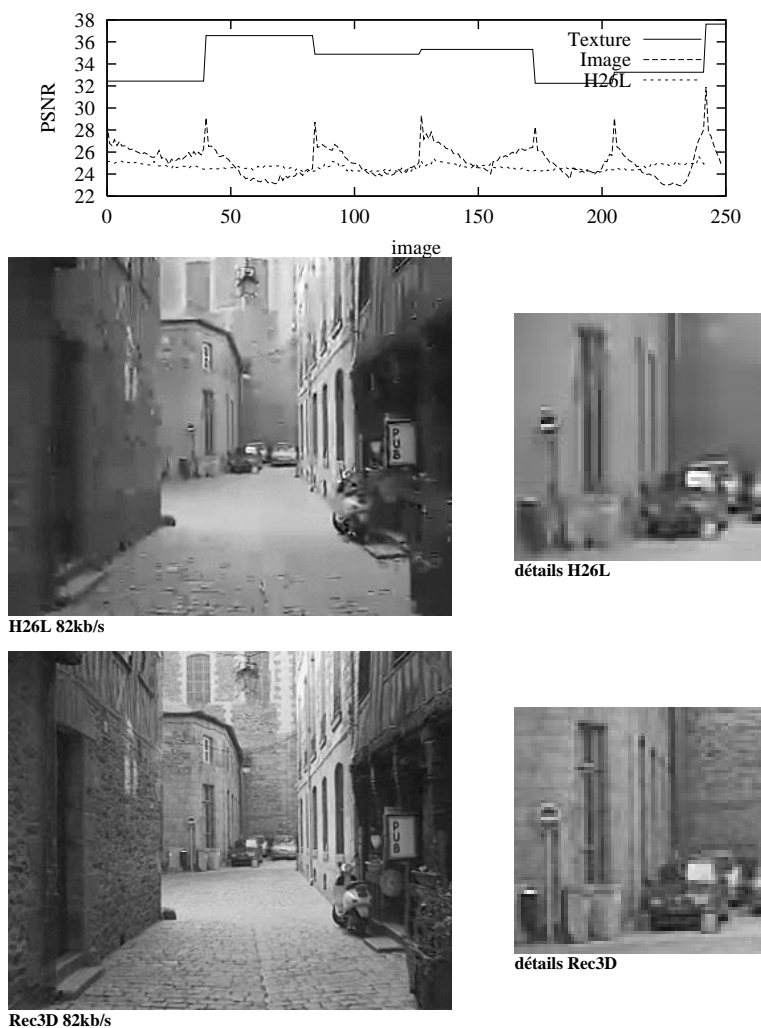 38
36
34
32
30
28
26
24
22
PSNR
Texture
Image
H26L
0 50 100 150 200 250
image
PUB
détails H26L
H26L 82kb/s
PUB
détails Rec3D
Rec3D 82kb/s